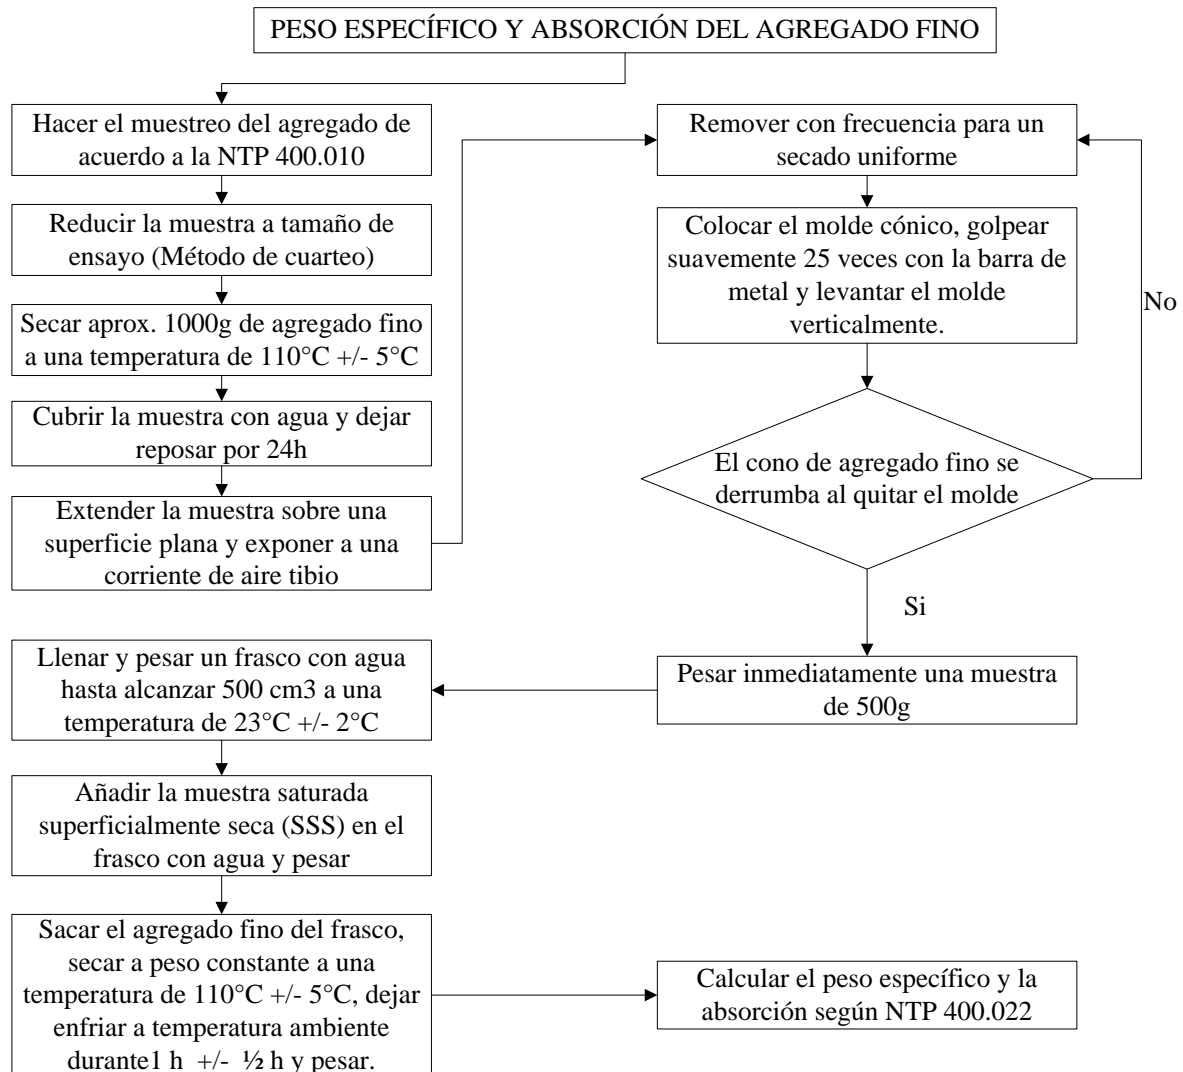 PESO ESPECÍFICO Y ABSORCIÓN DEL AGREGADO FINO
Hacer el muestreo del agregado de
acuerdo a la NTP 400.010
Reducir la muestra a tamaño de
ensayo (Método de cuarteo)
Secar aprox. 1000g de agregado fino
a una temperatura de 110°C +/- 5°C
Cubrir la muestra con agua y dejar
reposar por 24h
Extender la muestra sobre una
superficie plana y exponer a una
corriente de aire tibio
Remover con frecuencia para un
secado uniforme
Colocar el molde cónico, golpear
suavemente 25 veces con la barra de
metal y levantar el molde
verticalmente.
No
El cono de agregado fino se
derrumba al quitar el molde
Si
Pesar inmediatamente una muestra
de 500g
Llenar y pesar un frasco con agua
hasta alcanzar 500 cm3 a una
temperatura de 23°C +/- 2°C
Añadir la muestra saturada
superficialmente seca (SSS) en el
frasco con agua y pesar
Sacar el agregado fino del frasco,
secar a peso constante a una
temperatura de 110°C +/- 5°C, dejar
enfriar a temperatura ambiente
durante1 h +/- ½ h y pesar.
Calcular el peso específico y la
absorción según NTP 400.022